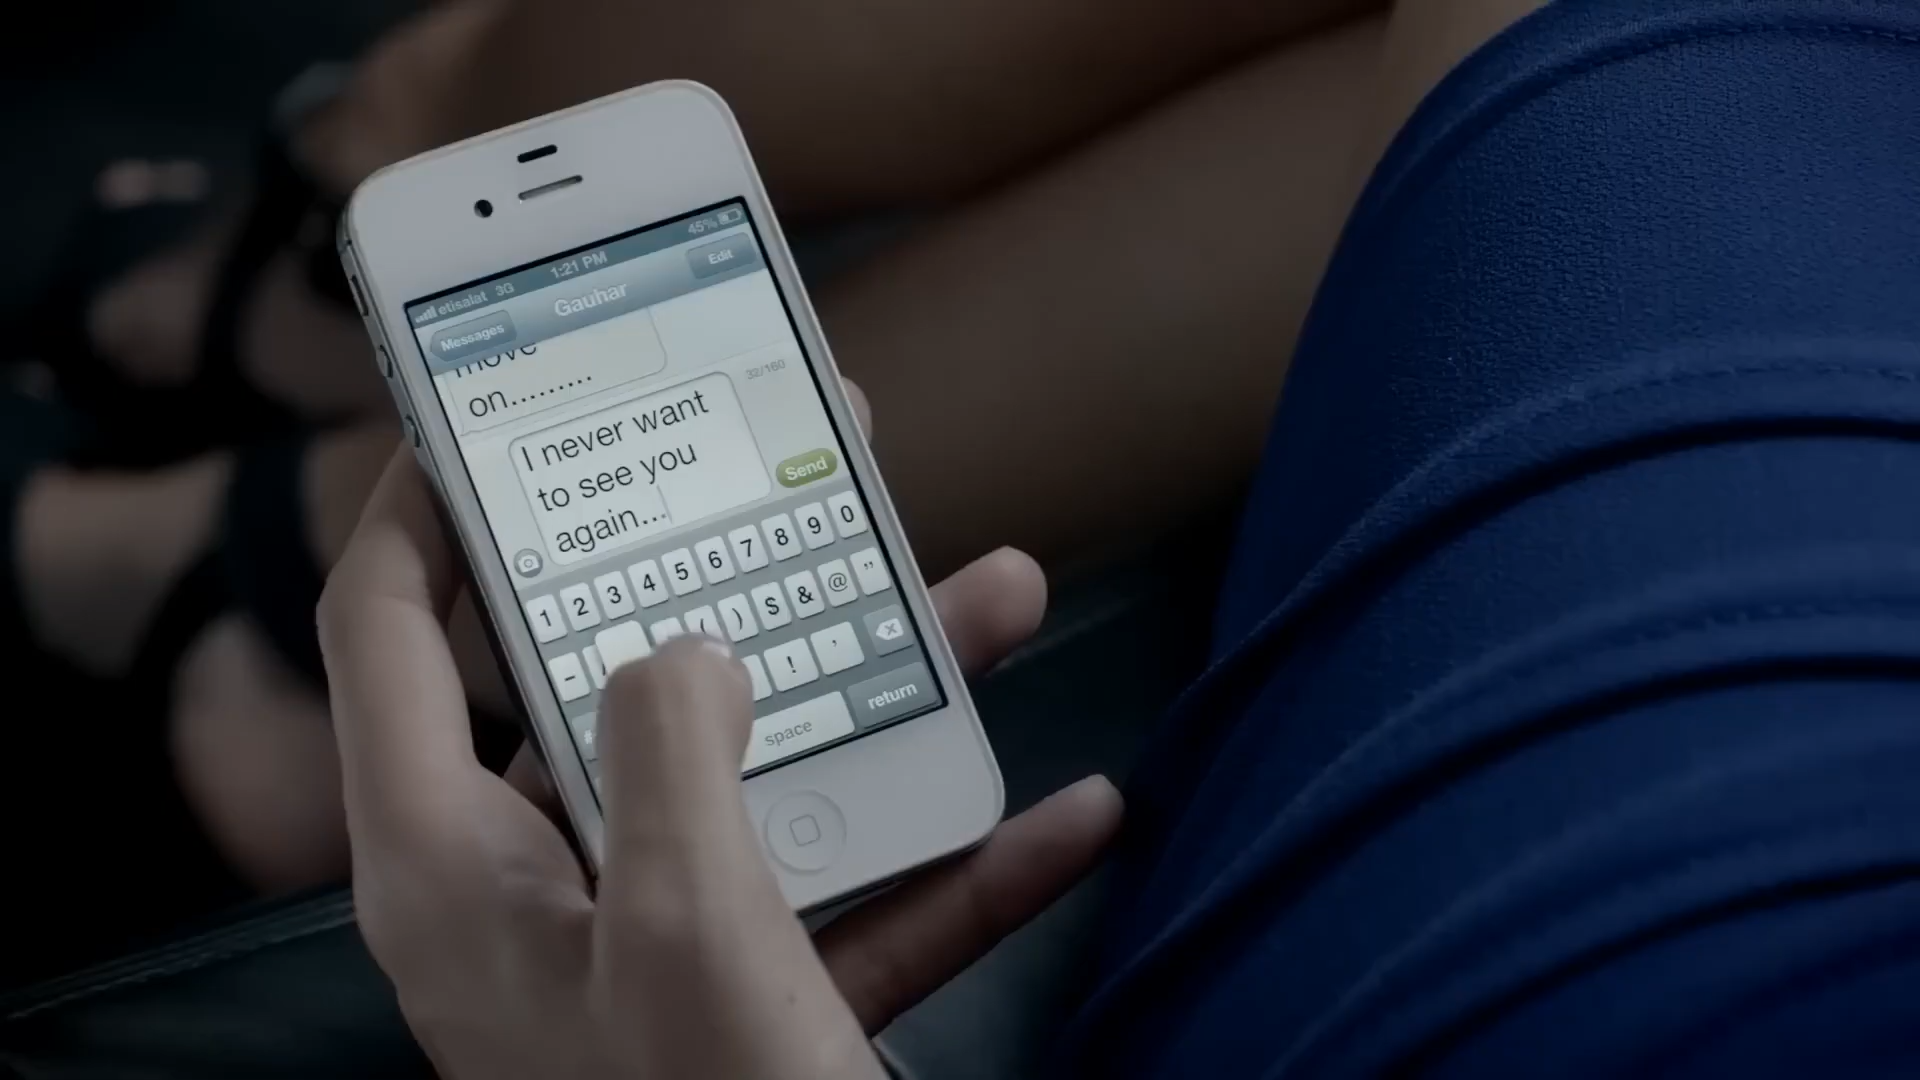 etisalat 3G 1:21 PM 45%
Messages Gauhar Edit
move
on.........
32/160
I never want
to see you
again...
Send
1 2 3 4 5 6 7 8 9 0
- ( ) $ & @ "
! '
space return